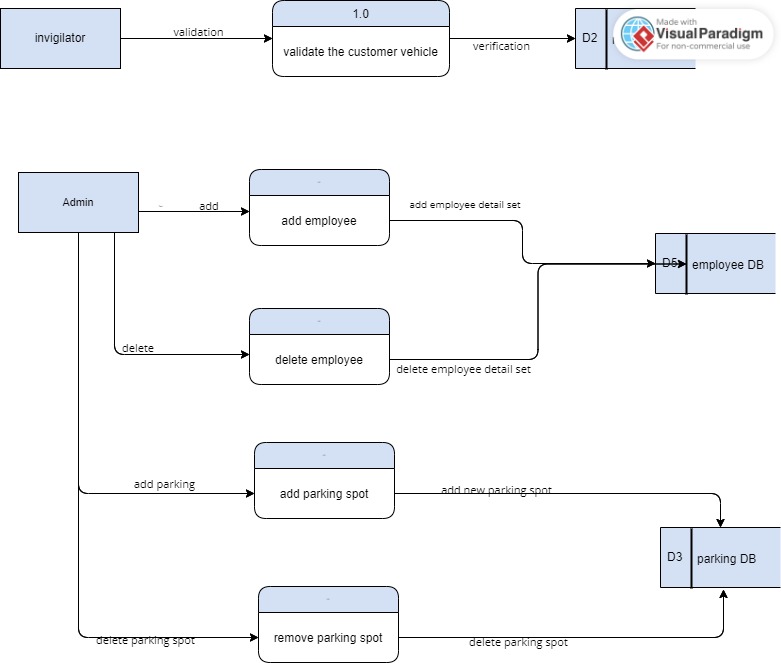 invigilator
validation
1.0
validate the customer vehicle
verification
D2
Made with
VisualParadigm
For non-commercial use
Admin
add
-
add employee
add employee detail set
D5
employee DB
delete
-
delete employee
delete employee detail set
add parking
-
add parking spot
add new parking spot
D3
parking DB
delete parking spot
-
remove parking spot
delete parking spot